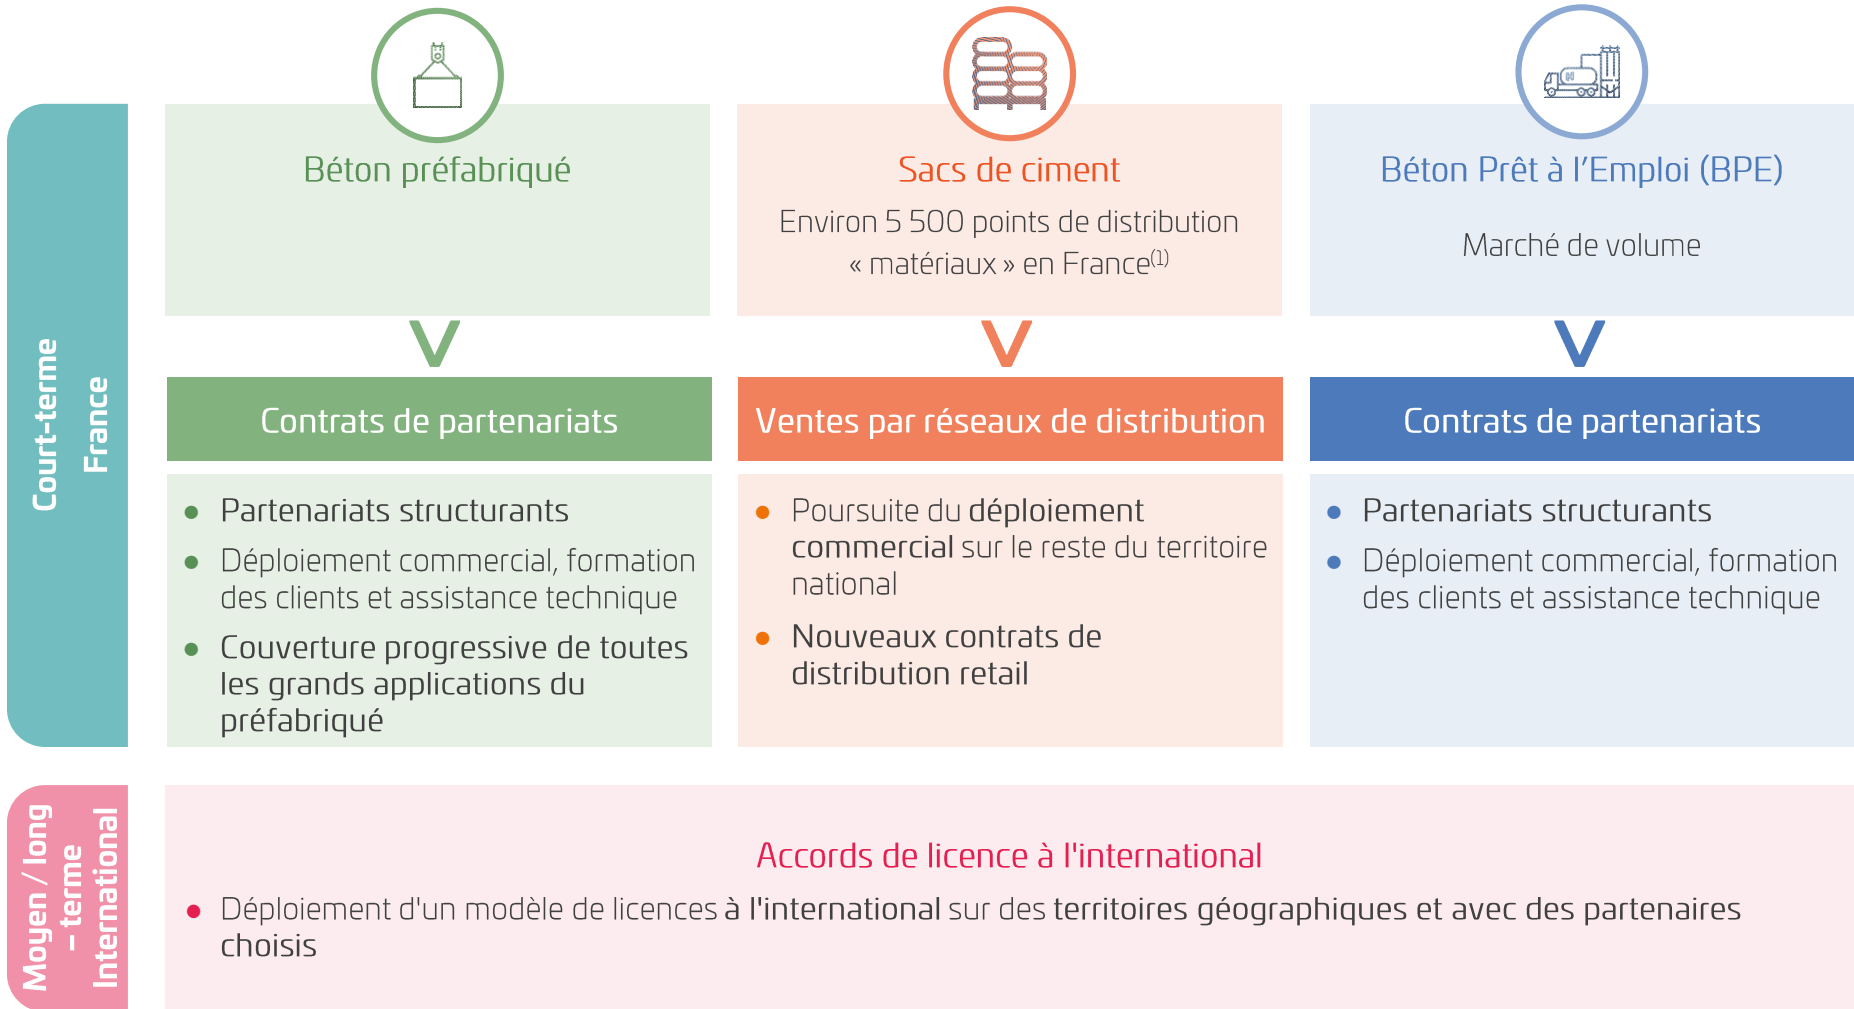 Court-terme
France
Béton préfabriqué
Sacs de ciment
Environ 5 500 points de distribution
« matériaux » en France(1)
Béton Prêt à l’Emploi (BPE)
Marché de volume
Contrats de partenariats
Ventes par réseaux de distribution
Contrats de partenariats
● Partenariats structurants
● Déploiement commercial, formation
des clients et assistance technique
● Couverture progressive de toutes
les grands applications du
préfabriqué
● Poursuite du déploiement
commercial sur le reste du territoire
national
● Nouveaux contrats de
distribution retail
● Partenariats structurants
● Déploiement commercial, formation
des clients et assistance technique
Moyen / long
– terme
International
Accords de licence à l'international
● Déploiement d'un modèle de licences à l'international sur des territoires géographiques et avec des partenaires
choisis